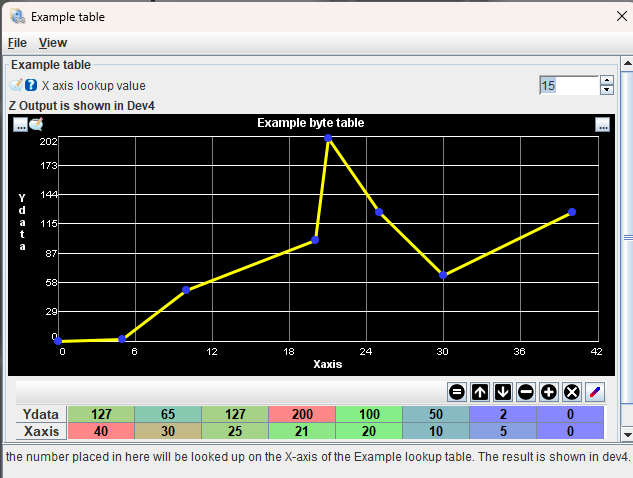 Example table
File View
Example table
X axis lookup value 15
Z Output is shown in Dev4
... Example byte table ...
202
173
144
115
87
58
29
0
Ydata
0 6 12 18 24 30 36 42
Xaxis
Ydata 127 65 127 200 100 50 2 0
Xaxis 40 30 25 21 20 10 5 0
the number placed in here will be looked up on the X-axis of the Example lookup table. The result is shown in dev4.